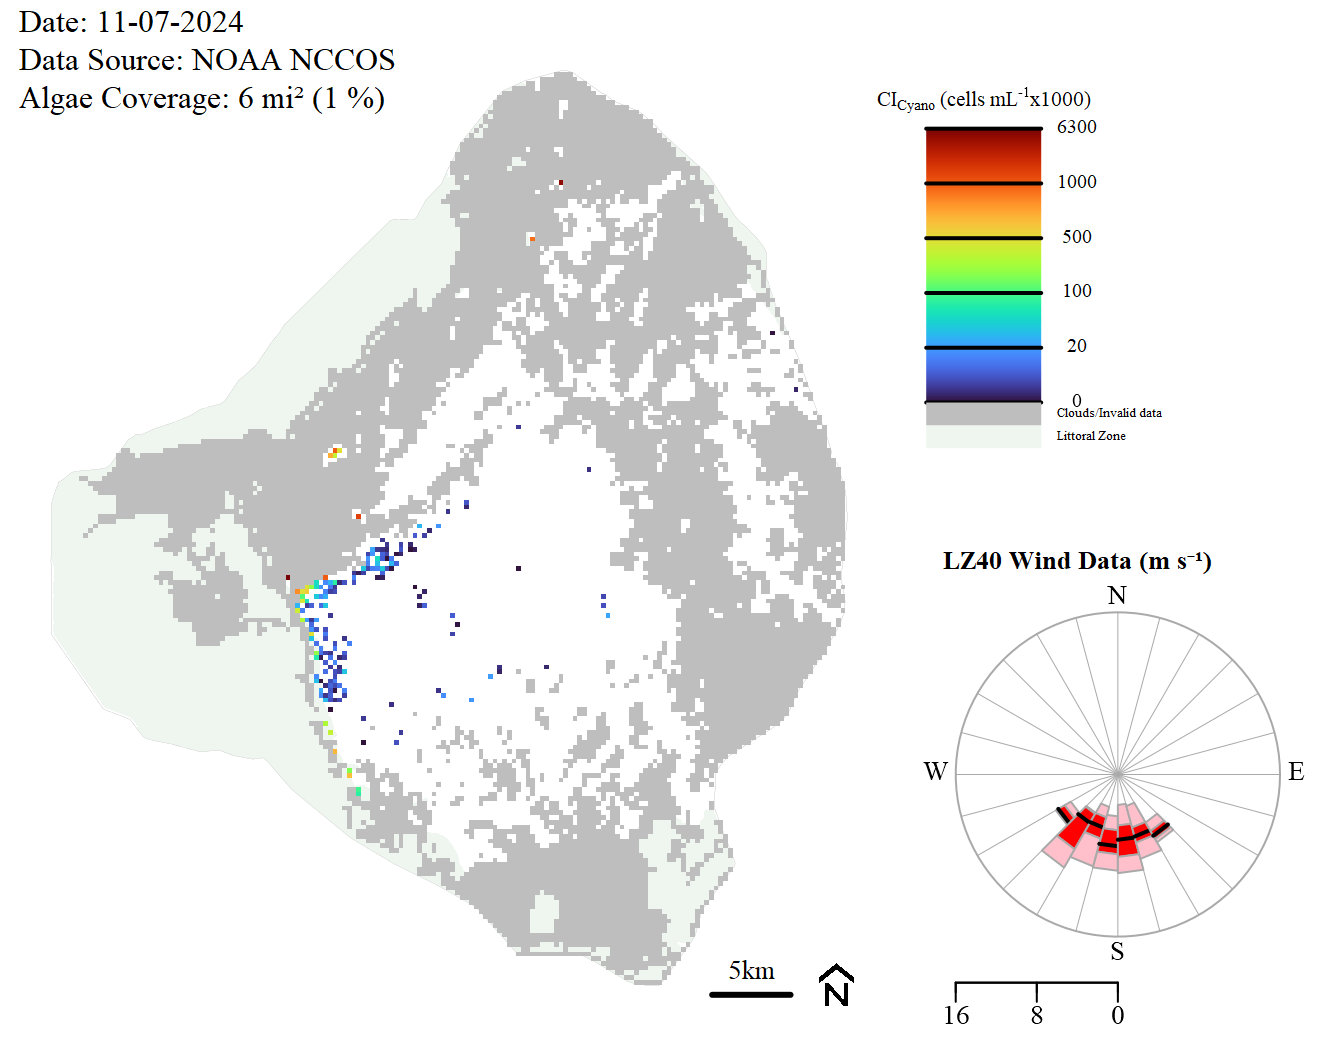 Date: 11-07-2024
Data Source: NOAA NCCOS
Algae Coverage: 6 mi² (1 %)
CI_Cyano (cells mL⁻¹x1000)
6300
1000
500
100
20
0
Clouds/Invalid data
Littoral Zone
LZ40 Wind Data (m s⁻¹)
N
W
E
S
16 8 0
5km
N